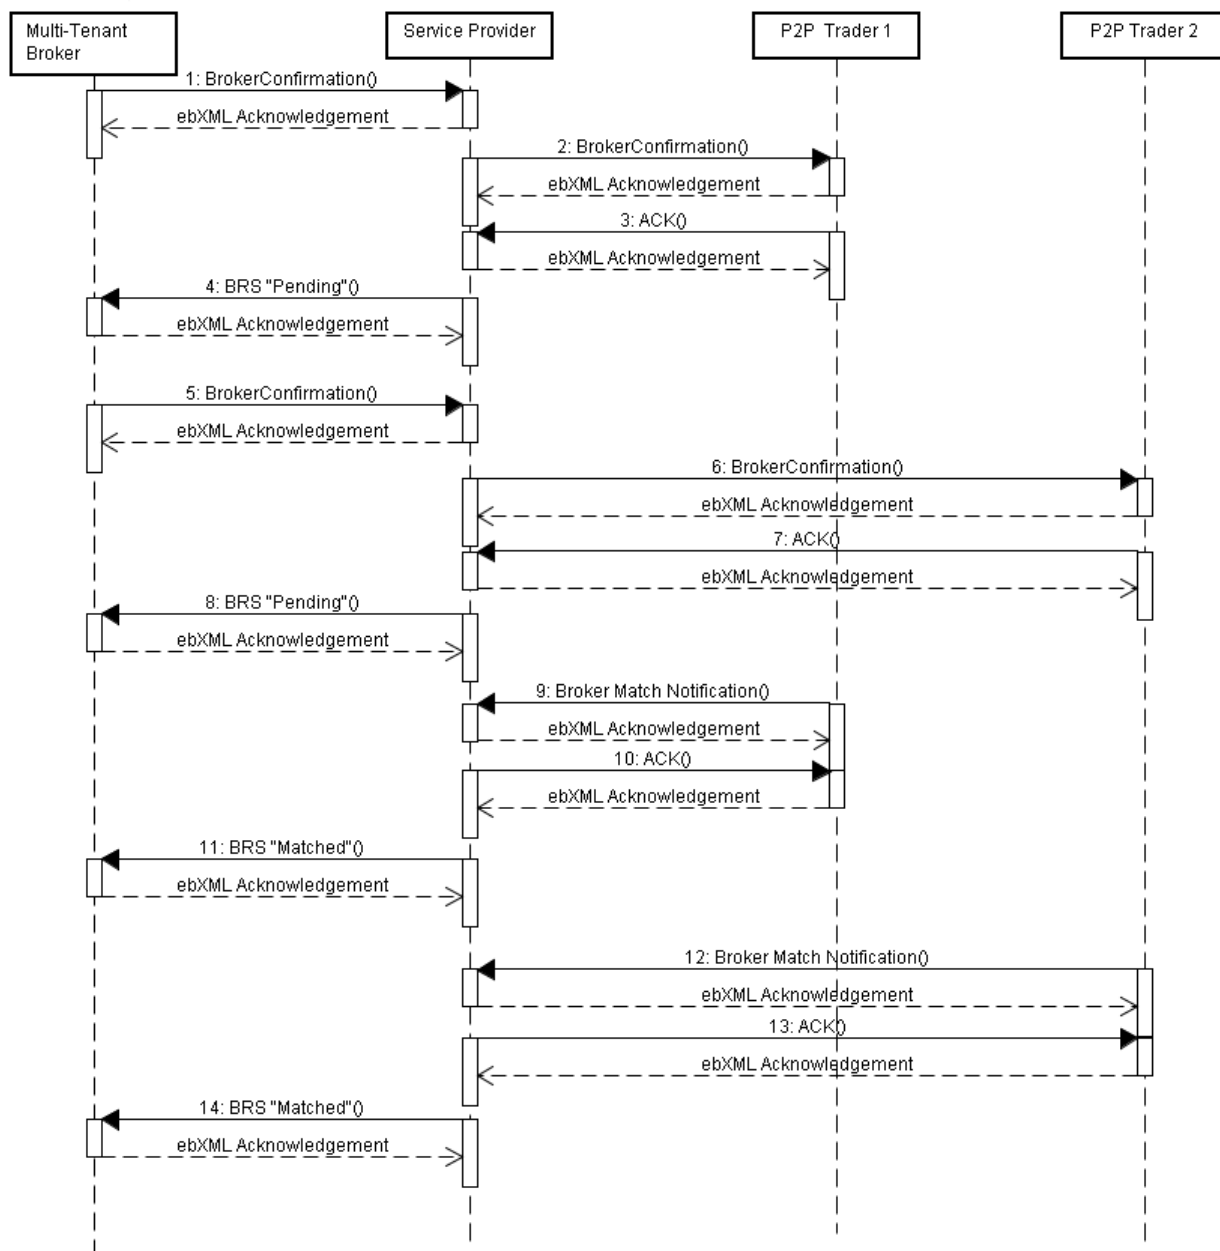 Multi-Tenant
Broker
Service Provider
P2P Trader 1
P2P Trader 2
1: BrokerConfirmation()
ebXML Acknowledgement
2: BrokerConfirmation()
ebXML Acknowledgement
3: ACK()
ebXML Acknowledgement
4: BRS "Pending"()
ebXML Acknowledgement
5: BrokerConfirmation()
ebXML Acknowledgement
6: BrokerConfirmation()
ebXML Acknowledgement
7: ACK()
ebXML Acknowledgement
8: BRS "Pending"()
ebXML Acknowledgement
9: Broker Match Notification()
ebXML Acknowledgement
10: ACK()
ebXML Acknowledgement
11: BRS "Matched"()
ebXML Acknowledgement
12: Broker Match Notification()
ebXML Acknowledgement
13: ACK()
ebXML Acknowledgement
14: BRS "Matched"()
ebXML Acknowledgement